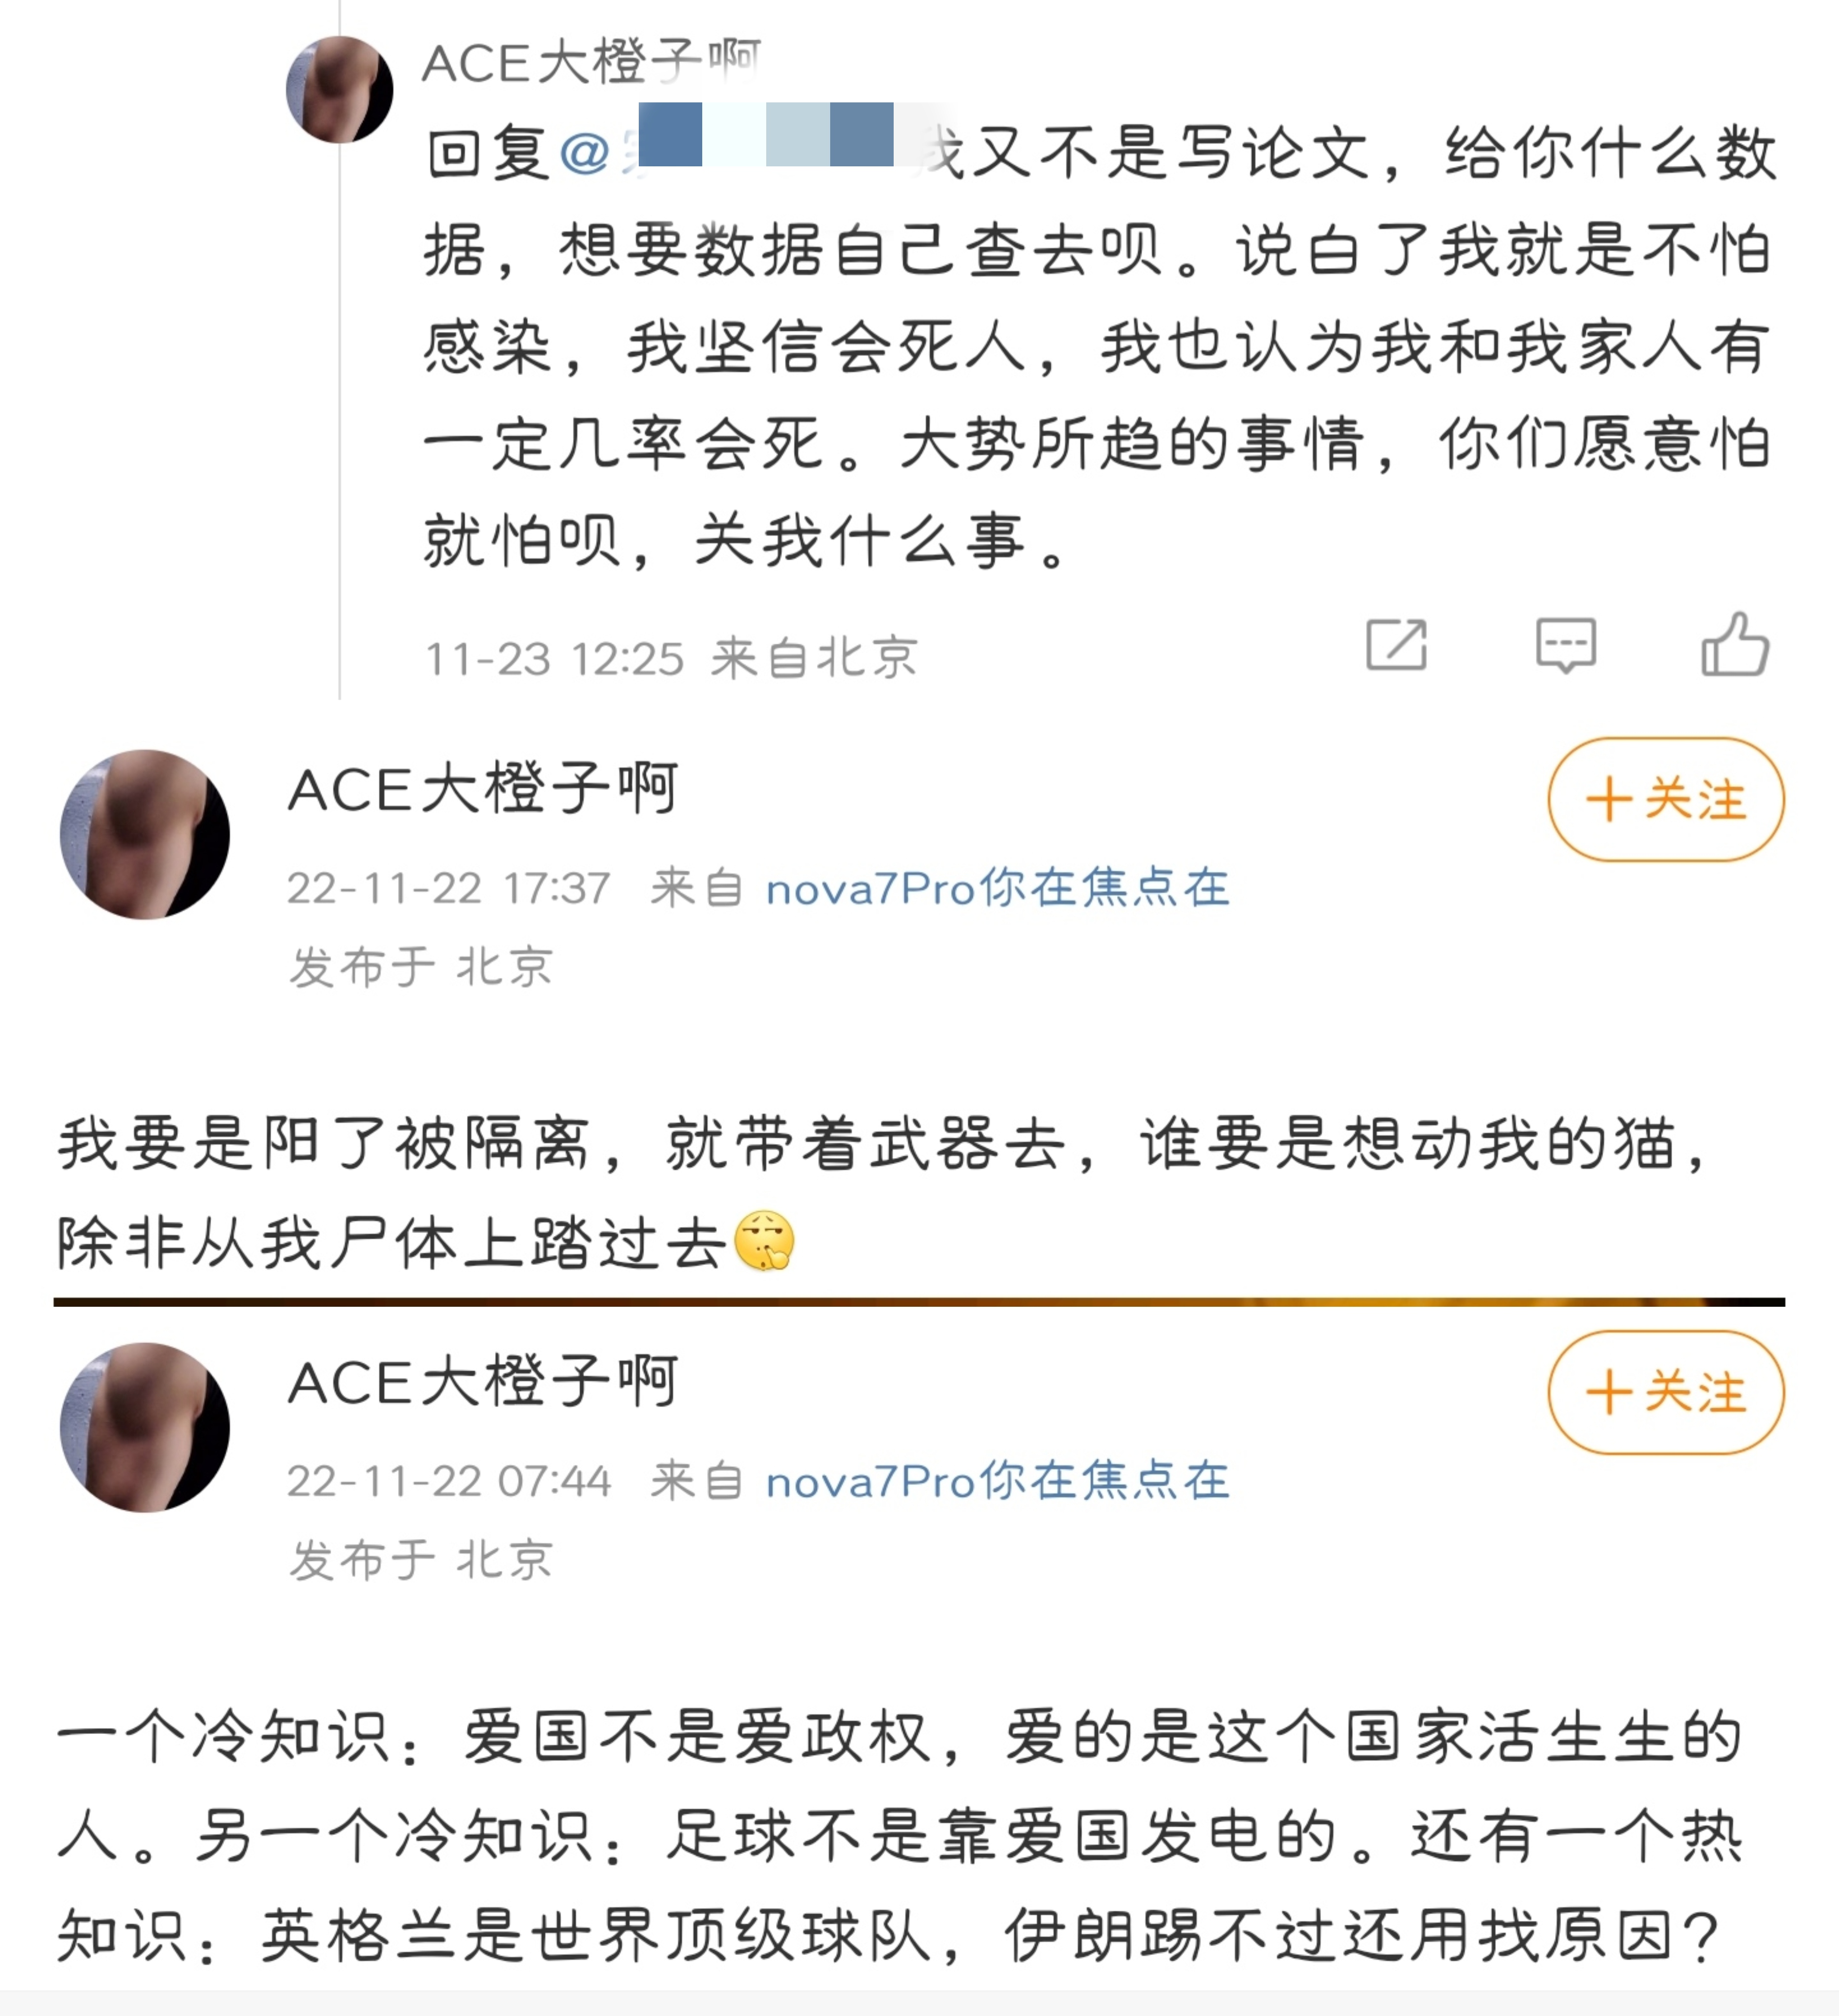 ACE大橙子啊
回复@ 我又不是写论文，给你什么数
据，想要数据自己查去呗。说白了我就是不怕
感染，我坚信会死人，我也认为我和我家人有
一定几率会死。大势所趋的事情，你们愿意怕
就怕呗，关我什么事。
11-23 12:25 来自北京
ACE大橙子啊
+关注
22-11-22 17:37 来自 nova7Pro你在焦点在
发布于 北京
我要是阳了被隔离，就带着武器去，谁要是想动我的猫，
除非从我尸体上踏过去
ACE大橙子啊
+关注
22-11-22 07:44 来自 nova7Pro你在焦点在
发布于 北京
一个冷知识：爱国不是爱政权，爱的是这个国家活生生的
人。另一个冷知识：足球不是靠爱国发电的。还有一个热
知识：英格兰是世界顶级球队，伊朗踢不过还用找原因？